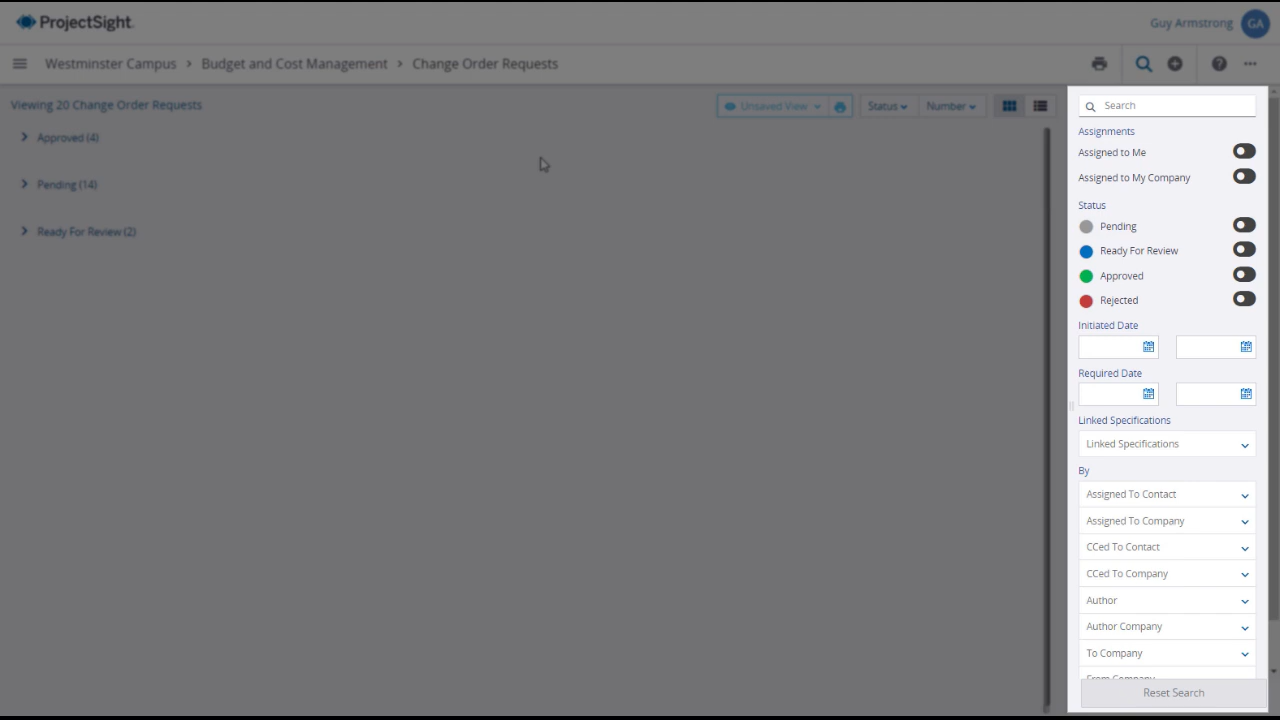 ProjectSight
Guy Armstrong GA
Westminster Campus > Budget and Cost Management > Change Order Requests
Viewing 20 Change Order Requests
Unsaved View
Status
Number
Approved (4)
Pending (14)
Ready For Review (2)
Search
Assignments
Assigned to Me
Assigned to My Company
Status
Pending
Ready For Review
Approved
Rejected
Initiated Date
Required Date
Linked Specifications
Linked Specifications
By
Assigned To Contact
Assigned To Company
CCed To Contact
CCed To Company
Author
Author Company
To Company
From Company
Reset Search